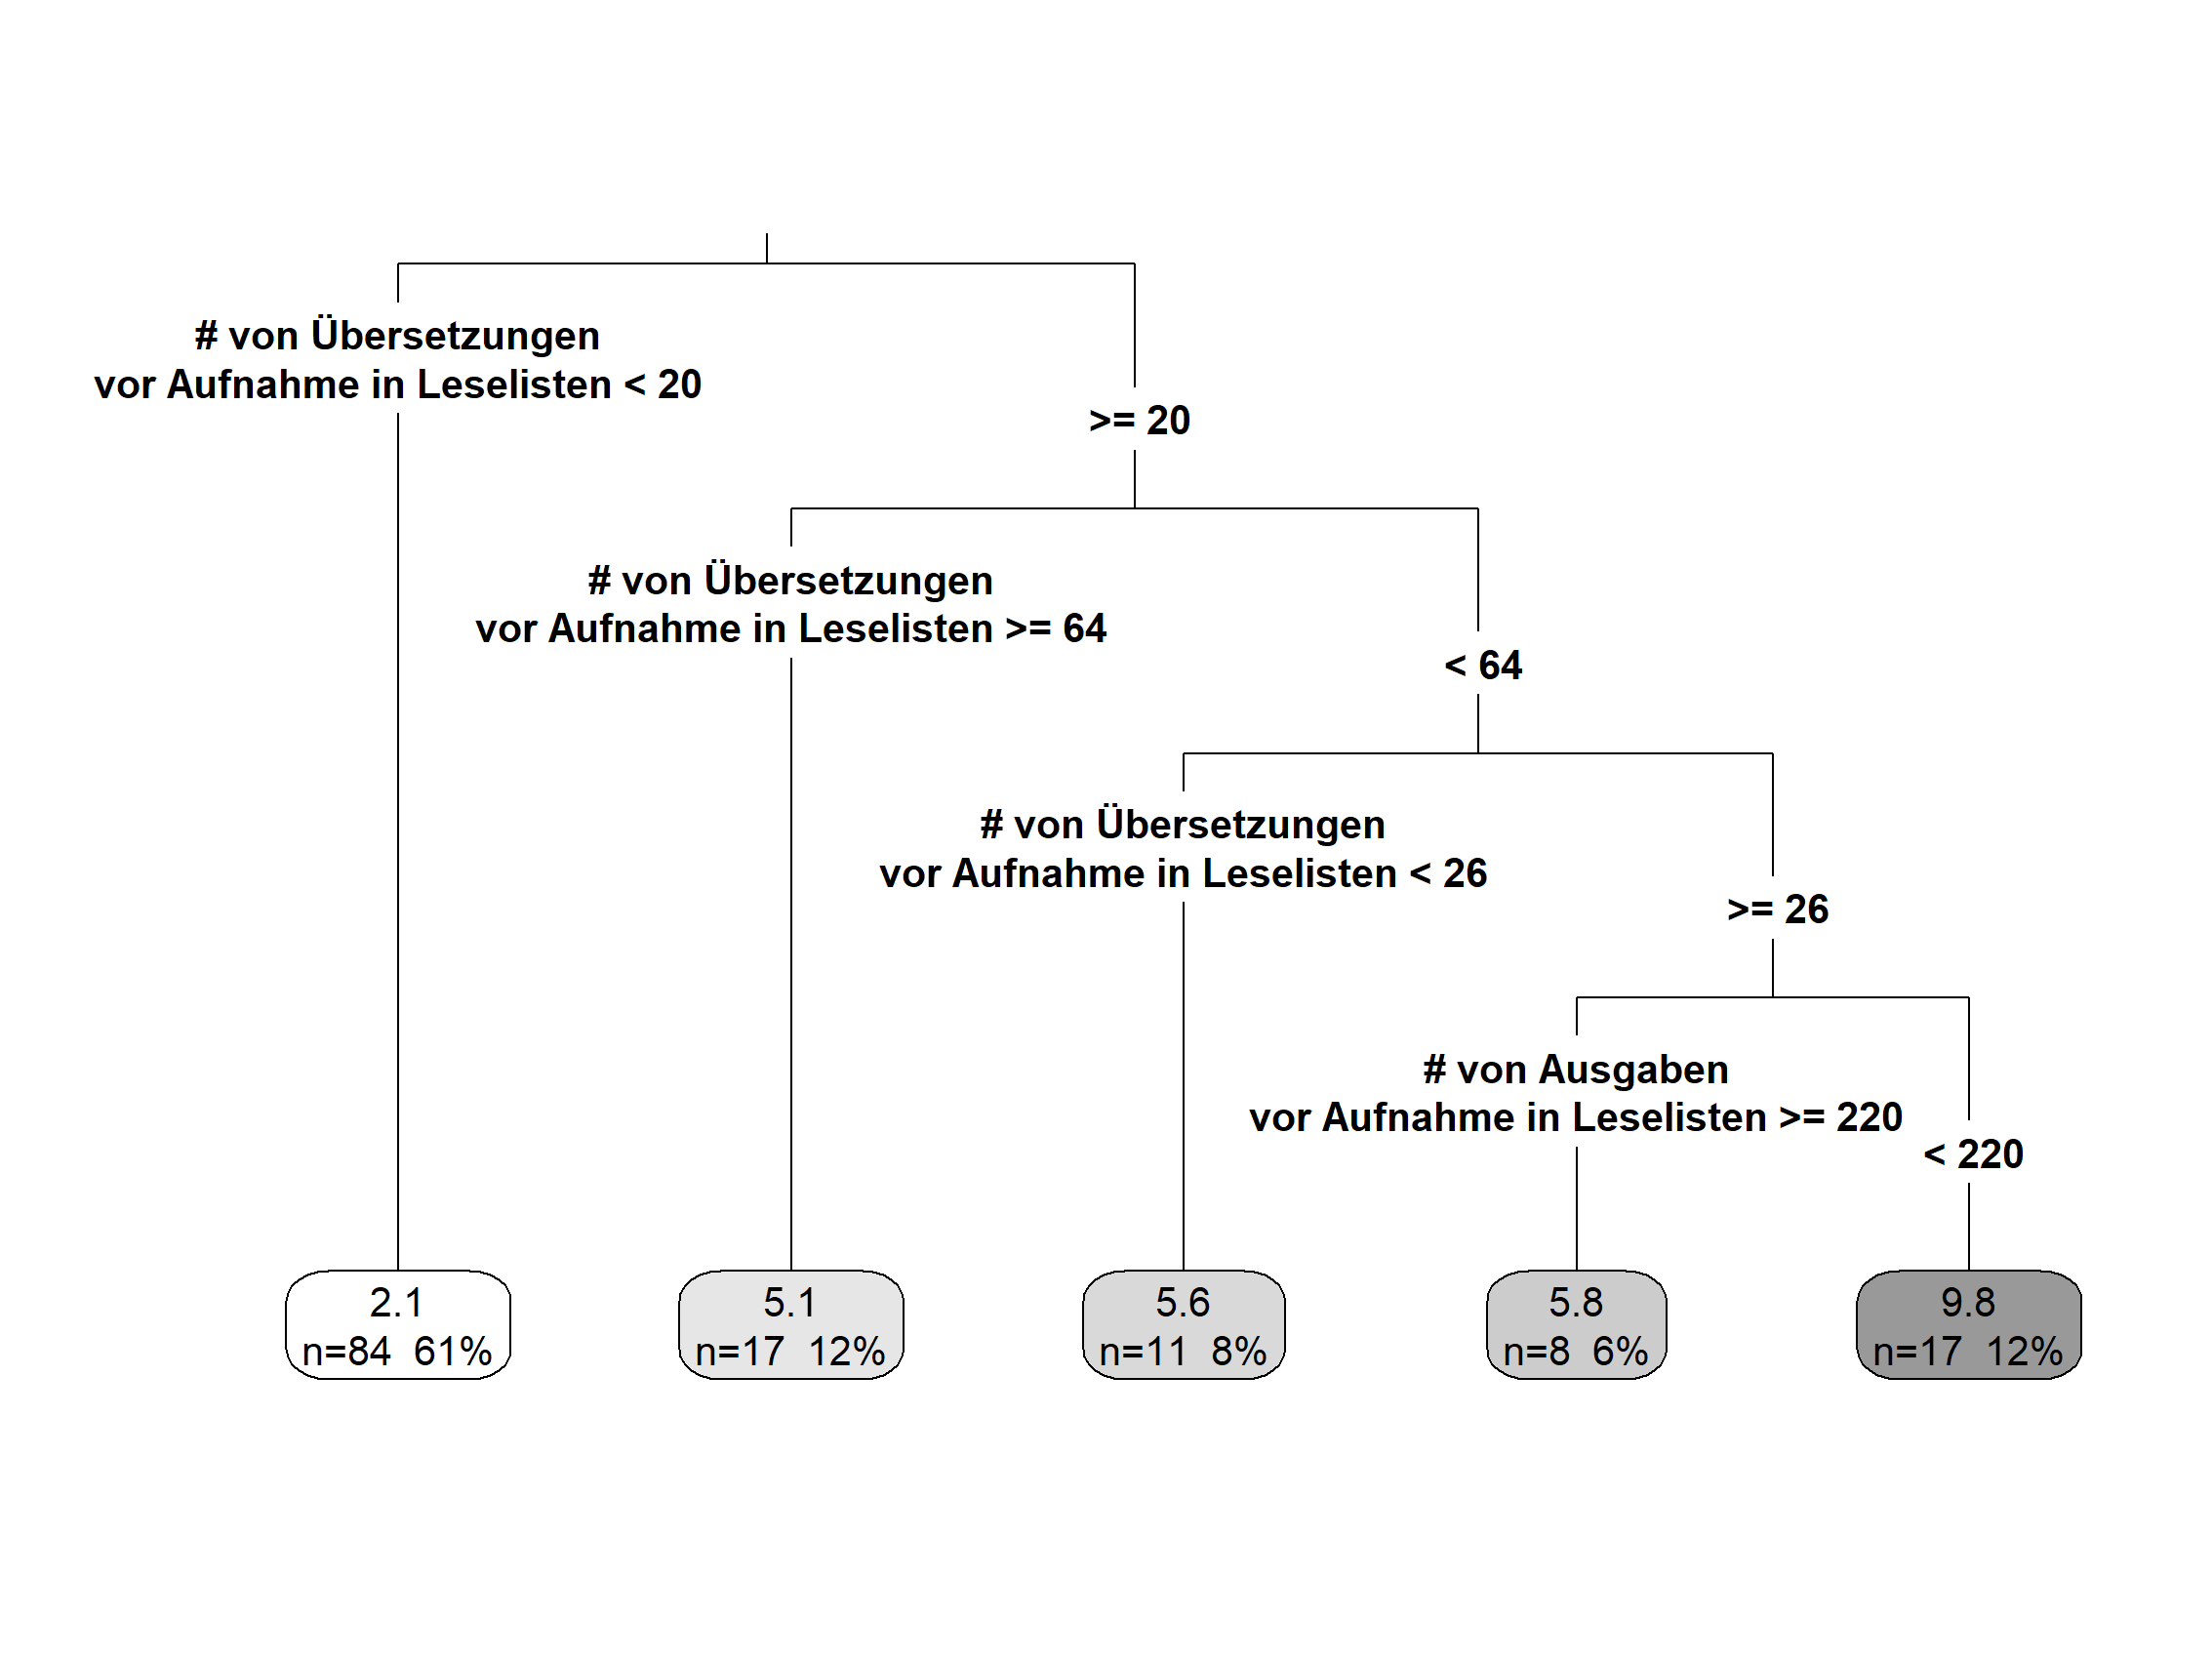 # von Übersetzungen
vor Aufnahme in Leselisten < 20
>= 20
# von Übersetzungen
vor Aufnahme in Leselisten >= 64
< 64
# von Übersetzungen
vor Aufnahme in Leselisten < 26
>= 26
# von Ausgaben
vor Aufnahme in Leselisten >= 220
< 220
2.1
n=84 61%
5.1
n=17 12%
5.6
n=11 8%
5.8
n=8 6%
9.8
n=17 12%